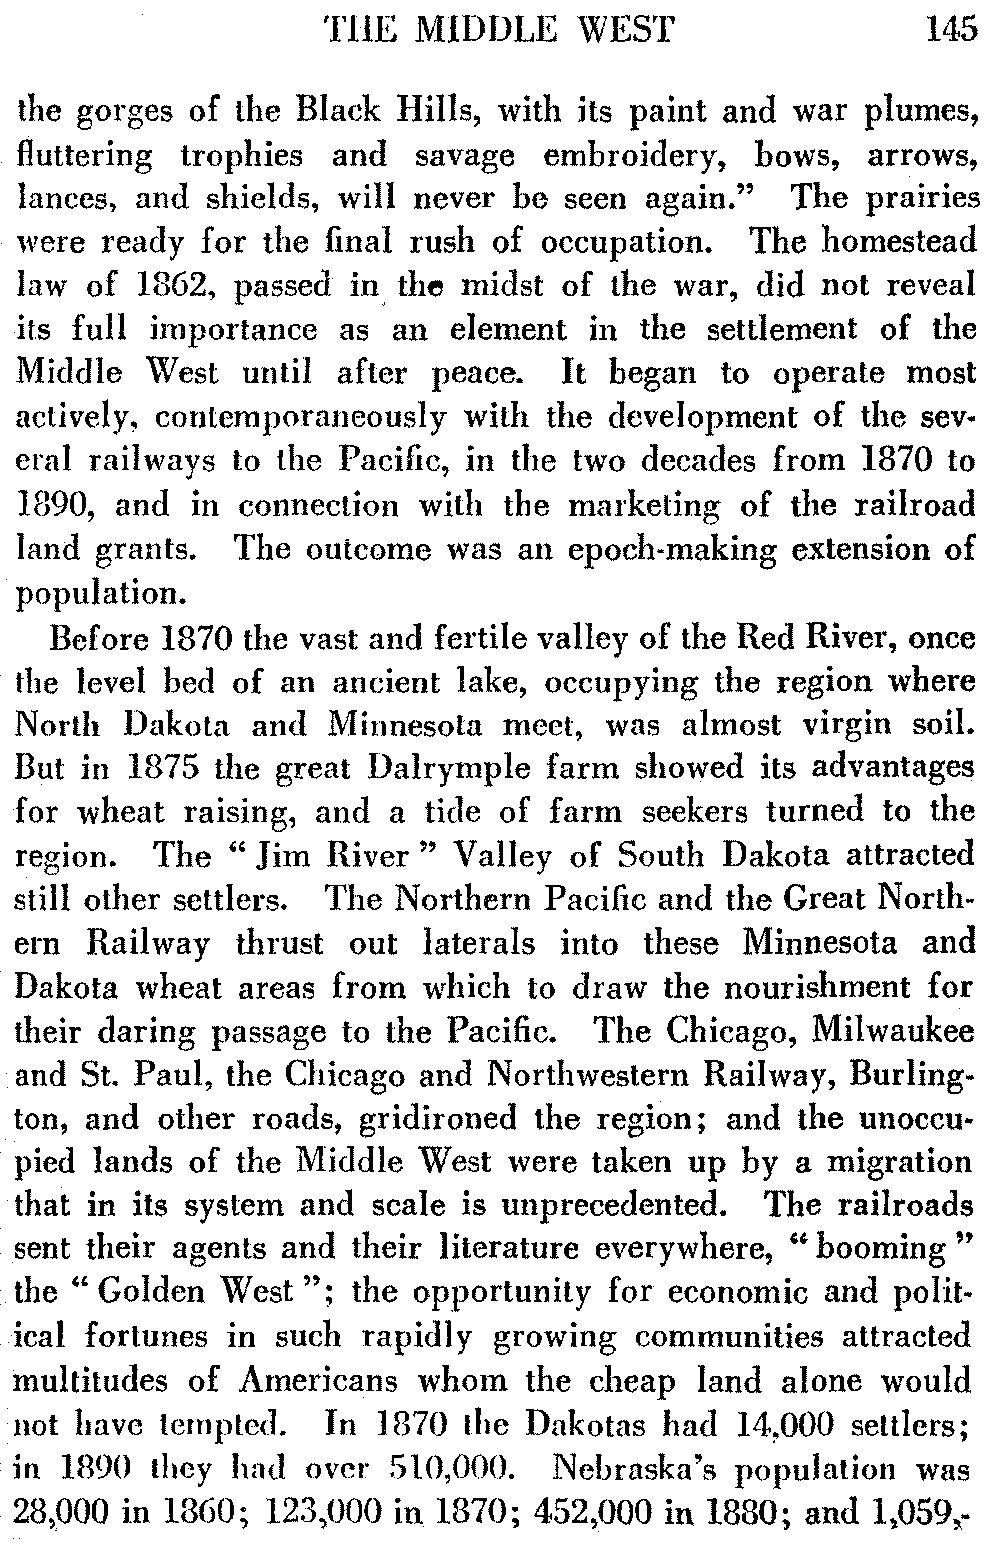 THE MIDDLE WEST 145
the gorges of the Black Hills, with its paint and war plumes,
fluttering trophies and savage embroidery, bows, arrows,
lances, and shields, will never be seen again." The prairies
were ready for the final rush of occupation. The homestead
law of 1862, passed in the midst of the war, did not reveal
its full importance as an element in the settlement of the
Middle West until after peace. It began to operate most
actively, contemporaneously with the development of the sev-
eral railways to the Pacific, in the two decades from 1870 to
1890, and in connection with the marketing of the railroad
land grants. The outcome was an epoch-making extension of
population.
Before 1870 the vast and fertile valley of the Red River, once
the level bed of an ancient lake, occupying the region where
North Dakota and Minnesota meet, was almost virgin soil.
But in 1875 the great Dalrymple farm showed its advantages
for wheat raising, and a tide of farm seekers turned to the
region. The "Jim River" Valley of South Dakota attracted
still other settlers. The Northern Pacific and the Great North-
ern Railway thrust out laterals into these Minnesota and
Dakota wheat areas from which to draw the nourishment for
their daring passage to the Pacific. The Chicago, Milwaukee
and St. Paul, the Chicago and Northwestern Railway, Burling-
ton, and other roads, gridironed the region; and the unoccu-
pied lands of the Middle West were taken up by a migration
that in its system and scale is unprecedented. The railroads
sent their agents and their literature everywhere, "booming"
the "Golden West"; the opportunity for economic and polit-
ical fortunes in such rapidly growing communities attracted
multitudes of Americans whom the cheap land alone would
not have tempted. In 1870 the Dakotas had 14,000 settlers;
in 1890 they had over 510,000. Nebraska's population was
28,000 in 1860; 123,000 in 1870; 452,000 in 1880; and 1,059,-